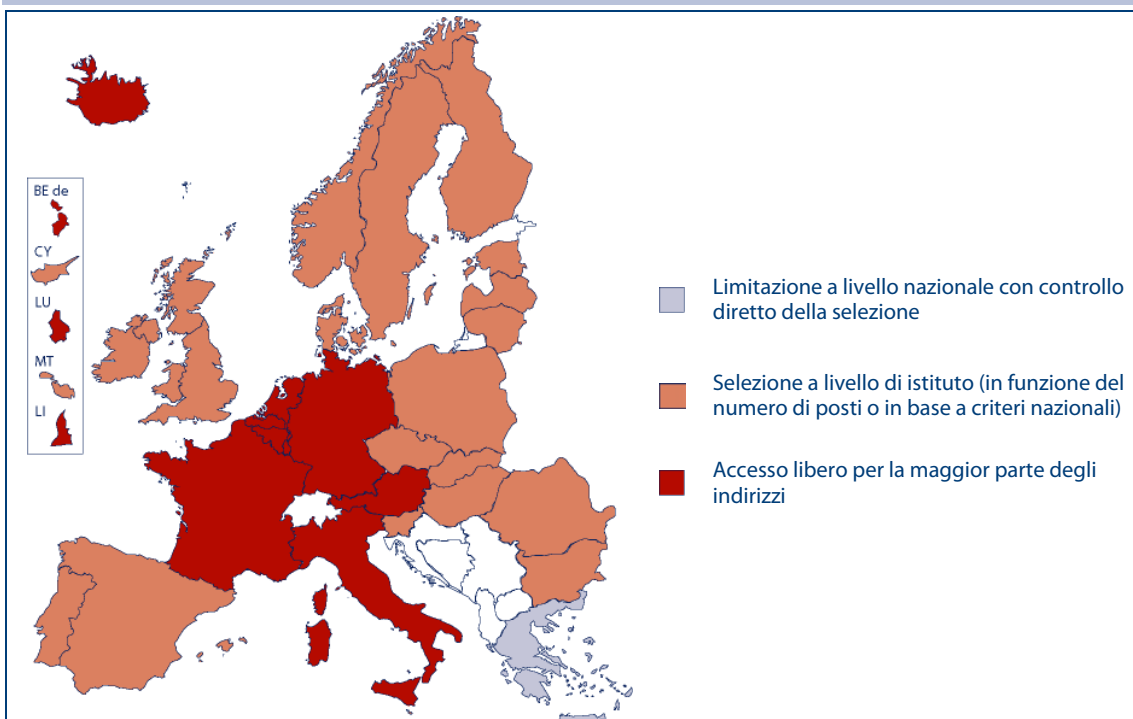 BE de
CY
LU
MT
LI
Limitazione a livello nazionale con controllo
diretto della selezione
Selezione a livello di istituto (in funzione del
numero di posti o in base a criteri nazionali)
Accesso libero per la maggior parte degli
indirizzi